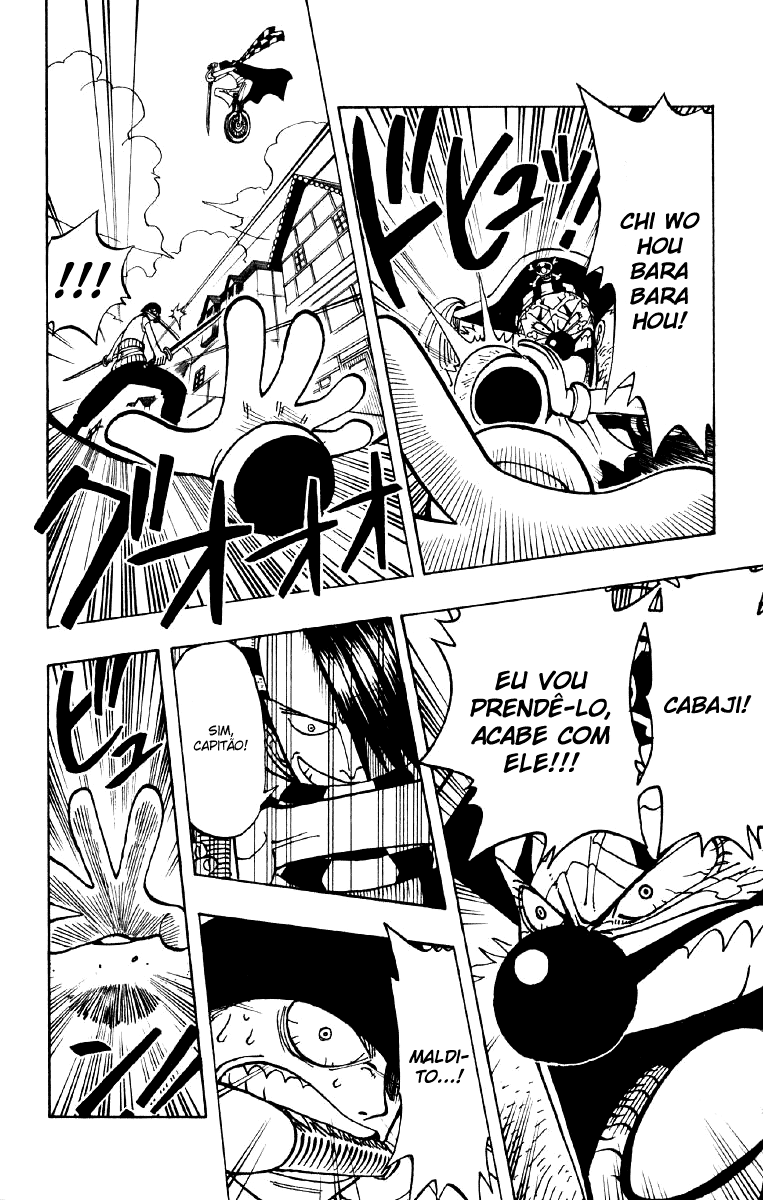 CHI WO
HOU
BARA
BARA
HOU!
ドビュッ!!
!!!
グオオオ
CABAJI!
EU VOU
PRENDÊ-LO,
ACABE COM
ELE!!!
SIM,
CAPITÃO!
MALDI-
TO...!
ビュ
ン